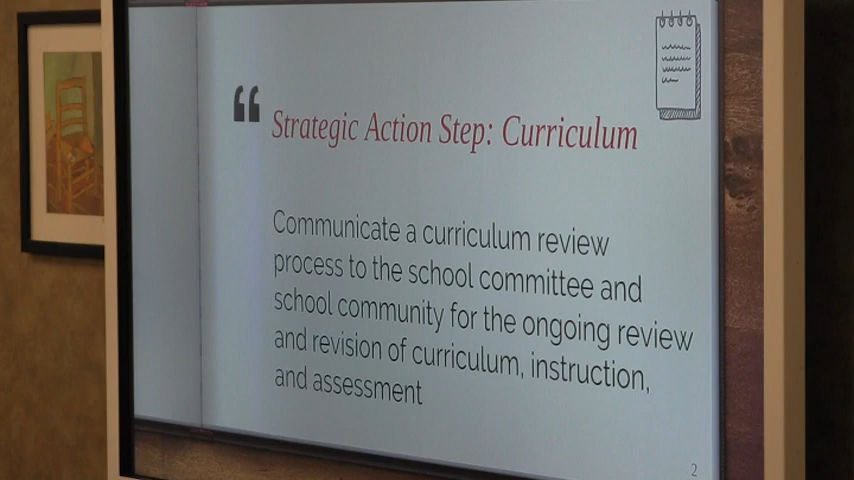 “
Strategic Action Step: Curriculum
Communicate a curriculum review
process to the school committee and
school community for the ongoing review
and revision of curriculum, instruction,
and assessment
2